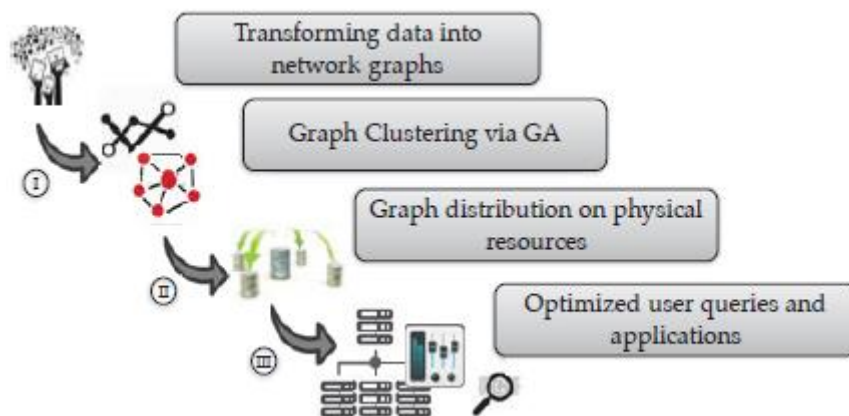 Transforming data into
network graphs
Graph Clustering via GA
I
Graph distribution on physical
resources
II
Optimized user queries and
applications
III